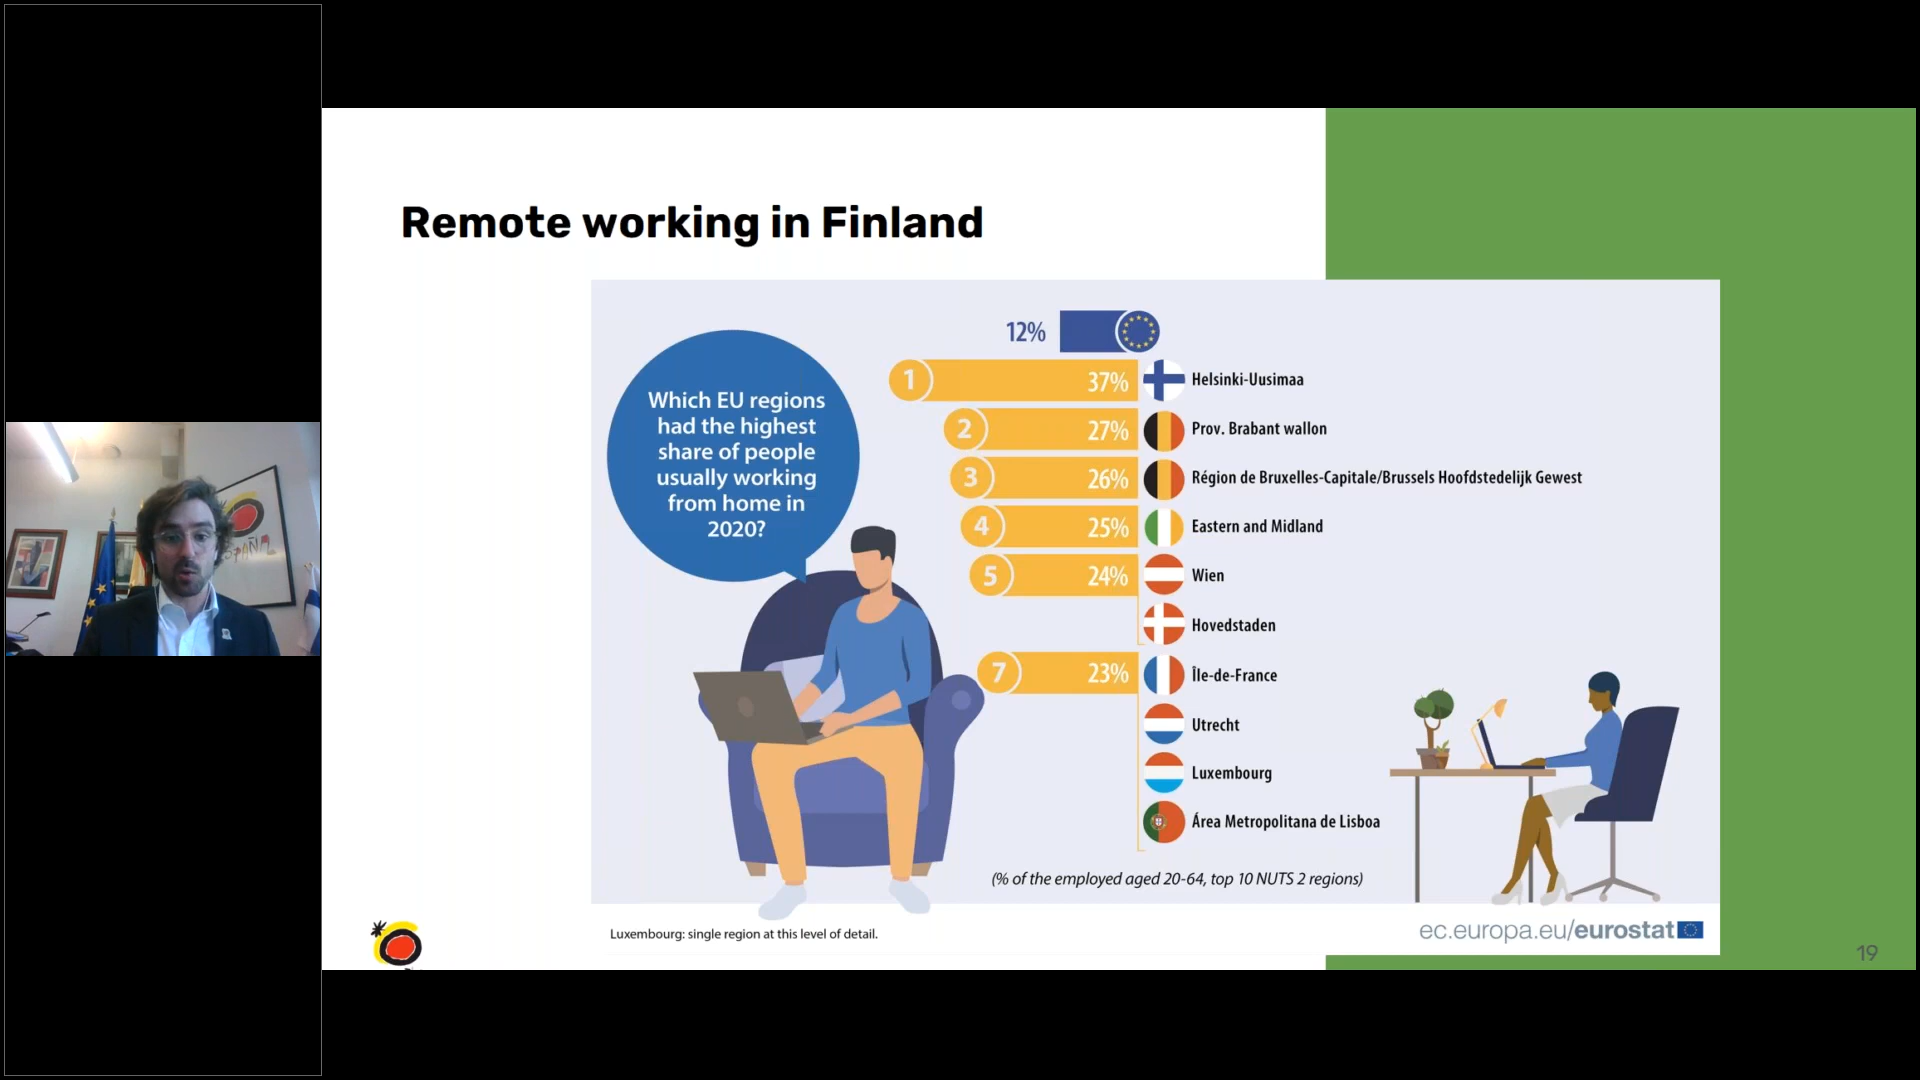 Remote working in Finland
Which EU regions
had the highest
share of people
usually working
from home in
2020?
12%
1 37% Helsinki-Uusimaa
2 27% Prov. Brabant wallon
3 26% Région de Bruxelles-Capitale/Brussels Hoofdstedelijk Gewest
4 25% Eastern and Midland
5 24% Wien
Hovedstaden
7 23% Île-de-France
Utrecht
Luxembourg
Área Metropolitana de Lisboa
(% of the employed aged 20-64, top 10 NUTS 2 regions)
Luxembourg: single region at this level of detail.
ec.europa.eu/eurostat
19